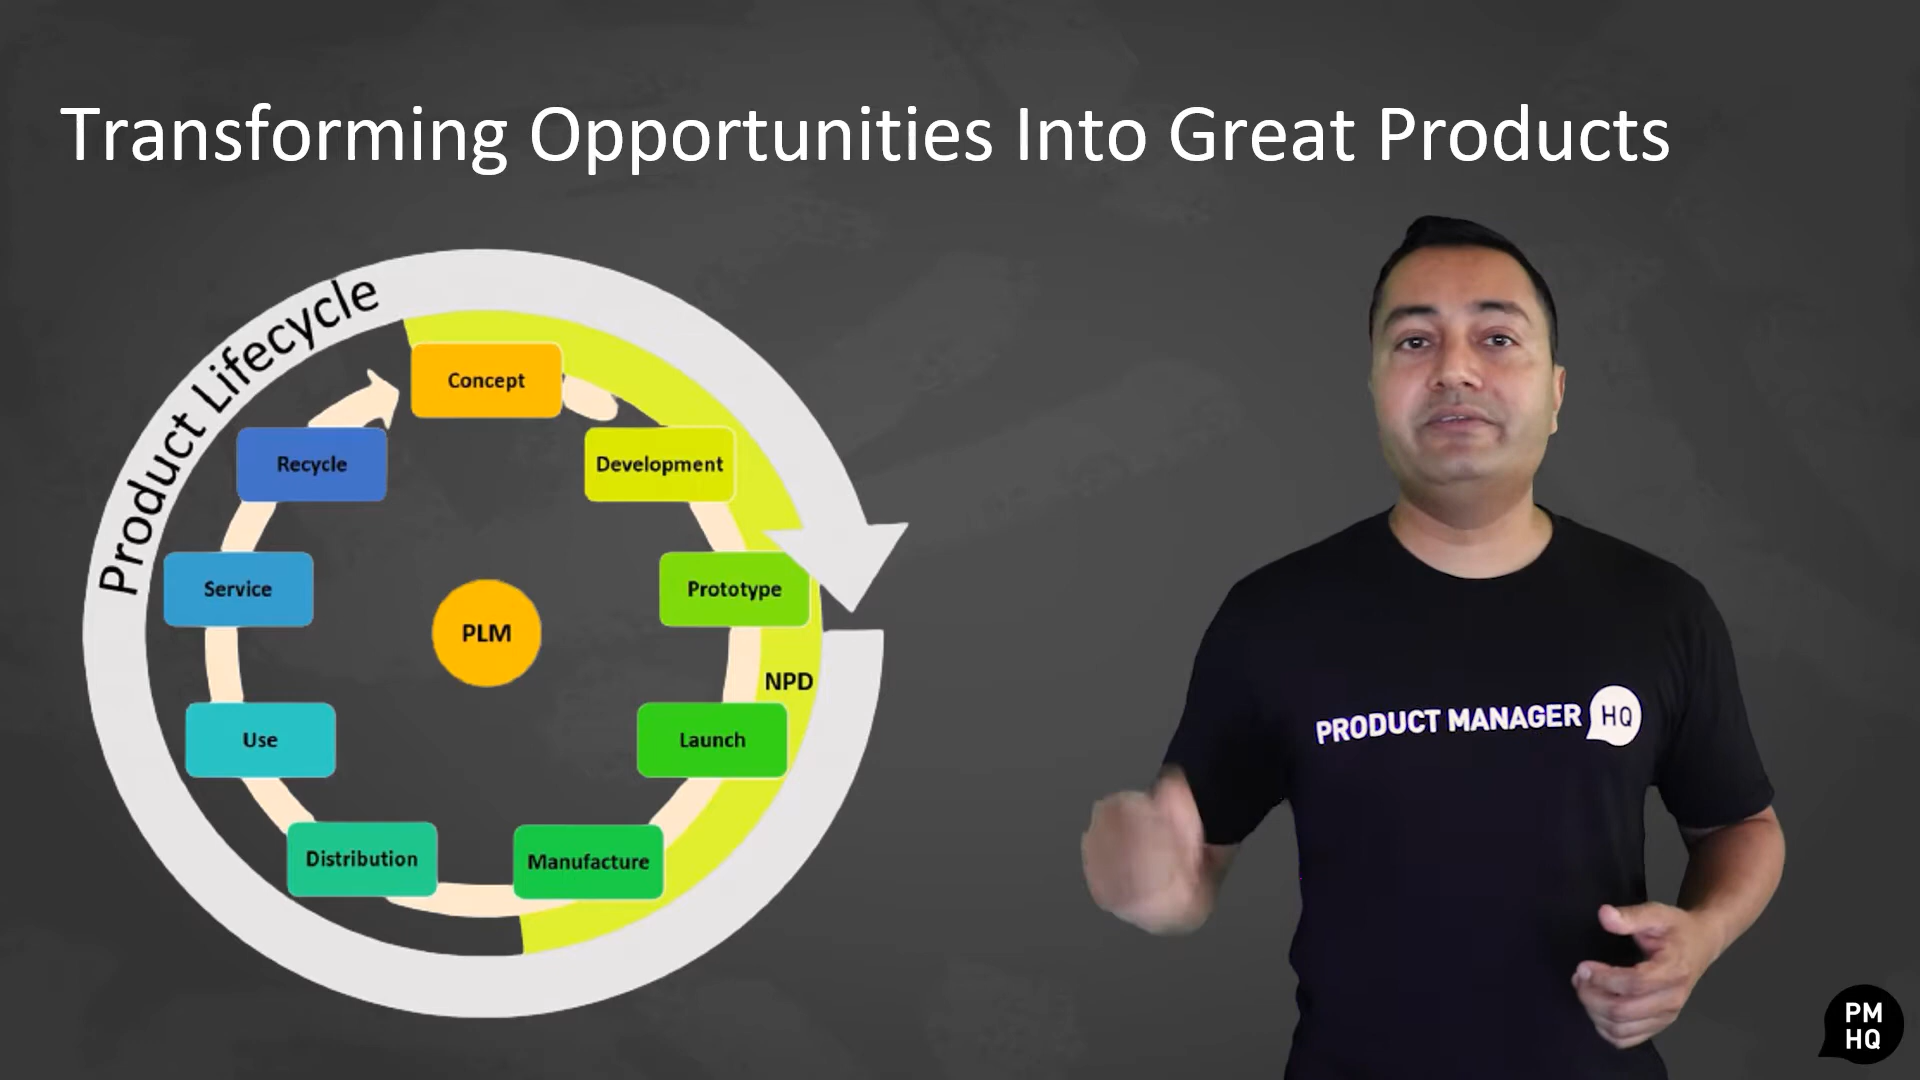 Transforming Opportunities Into Great Products
Product Lifecycle
Concept
Development
Prototype
NPD
Launch
Manufacture
Distribution
Use
Service
Recycle
PLM
PRODUCT MANAGER HQ
PM
HQ